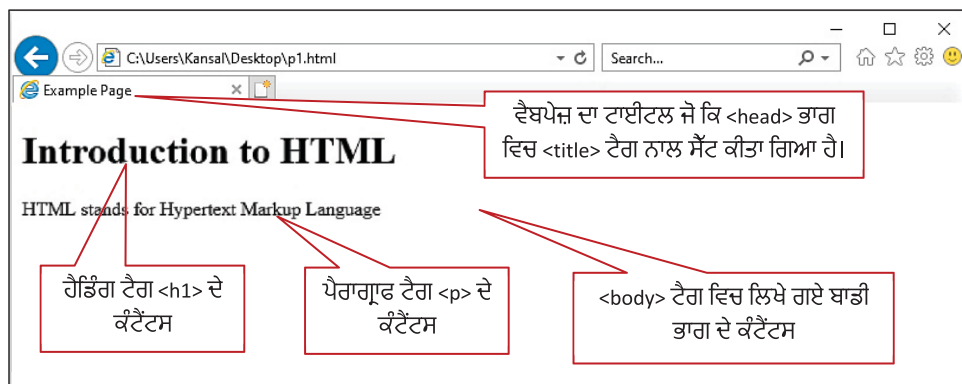 C:\Users\Kansal\Desktop\p1.html
Search...
Example Page
ਵੈਬਪੇਜ਼ ਦਾ ਟਾਈਟਲ ਜੋ ਕਿ <head> ਭਾਗ
ਵਿਚ <title> ਟੈਗ ਨਾਲ ਸੈੱਟ ਕੀਤਾ ਗਿਆ ਹੈ।
Introduction to HTML
HTML stands for Hypertext Markup Language
ਹੈਡਿੰਗ ਟੈਗ <h1> ਦੇ
ਕੰਟੈਂਟਸ
ਪੈਰਾਗ੍ਰਾਫ ਟੈਗ <p> ਦੇ
ਕੰਟੈਂਟਸ
<body> ਟੈਗ ਵਿਚ ਲਿਖੇ ਗਏ ਬਾਡੀ
ਭਾਗ ਦੇ ਕੰਟੈਂਟਸ